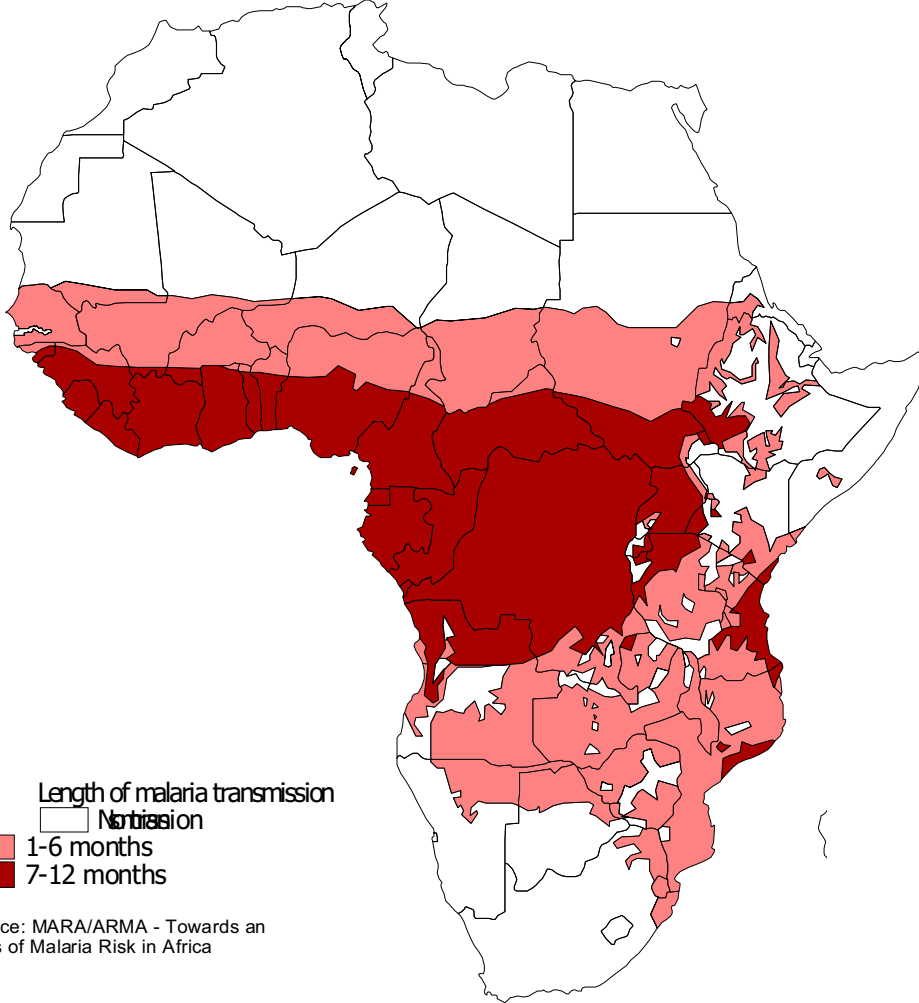 Length of malaria transmission
1-6 months
7-12 months
ce: MARA/ARMA - Towards an
s of Malaria Risk in Africa